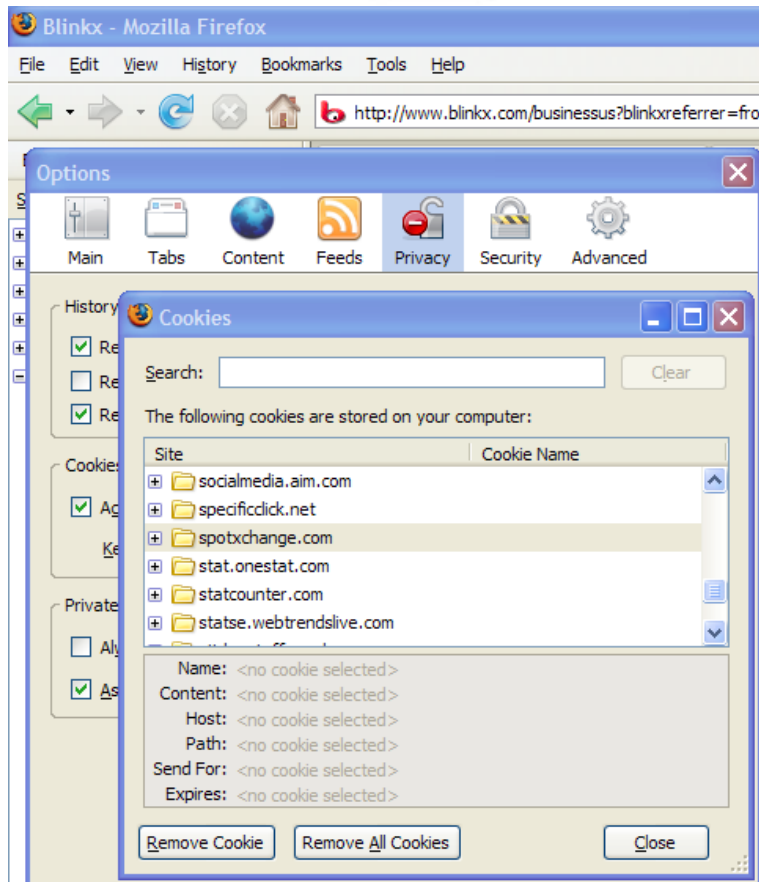 Blinkx - Mozilla Firefox
File Edit View History Bookmarks Tools Help
http://www.blinkx.com/businessus?blinkxreferrer=fro
Options
Main Tabs Content Feeds Privacy Security Advanced
History
Cookies
Search: Clear
The following cookies are stored on your computer:
Site Cookie Name
socialmedia.aim.com
specificclick.net
spotxchange.com
stat.onestat.com
statcounter.com
statse.webtrendslive.com
Name: <no cookie selected>
Content: <no cookie selected>
Host: <no cookie selected>
Path: <no cookie selected>
Send For: <no cookie selected>
Expires: <no cookie selected>
Remove Cookie Remove All Cookies Close
Re
Re
Re
Cookie
Ac
Ke
Private
As